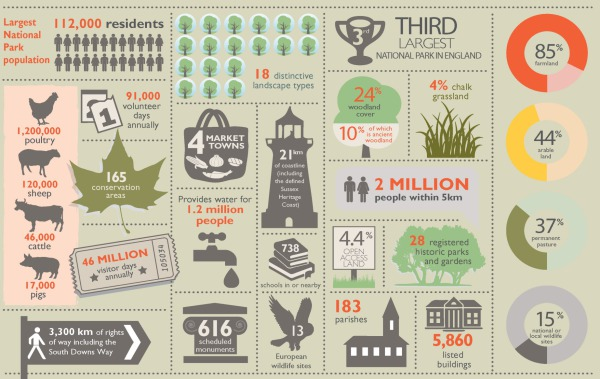 Largest
National
Park
population
112,000 residents
18 distinctive
landscape types
3rd
THIRD
LARGEST
NATIONAL PARK IN ENGLAND
85%
farmland
1
91,000
volunteer
days
annually
1,200,000
poultry
120,000
sheep
46,000
cattle
17,000
pigs
165
conservation
areas
46 MILLION
visitor days
annually
105034
4 MARKET
TOWNS
21km
of coastline
(including
the defined
Sussex
Heritage
Coast)
24%
woodland
cover
10% of which
is ancient
woodland
4% chalk
grassland
44%
arable
land
Provides water for
1.2 million
people
2 MILLION
people within 5km
738
schools in or nearby
4.4%
OPEN
ACCESS
LAND
28 registered
historic parks
and gardens
37%
permanent
posture
3,300 km of rights
of way including the
South Downs Way
616
scheduled
monuments
13
European
wildlife sites
183
parishes
5,860
listed
buildings
15%
national or
local wildlife
sites